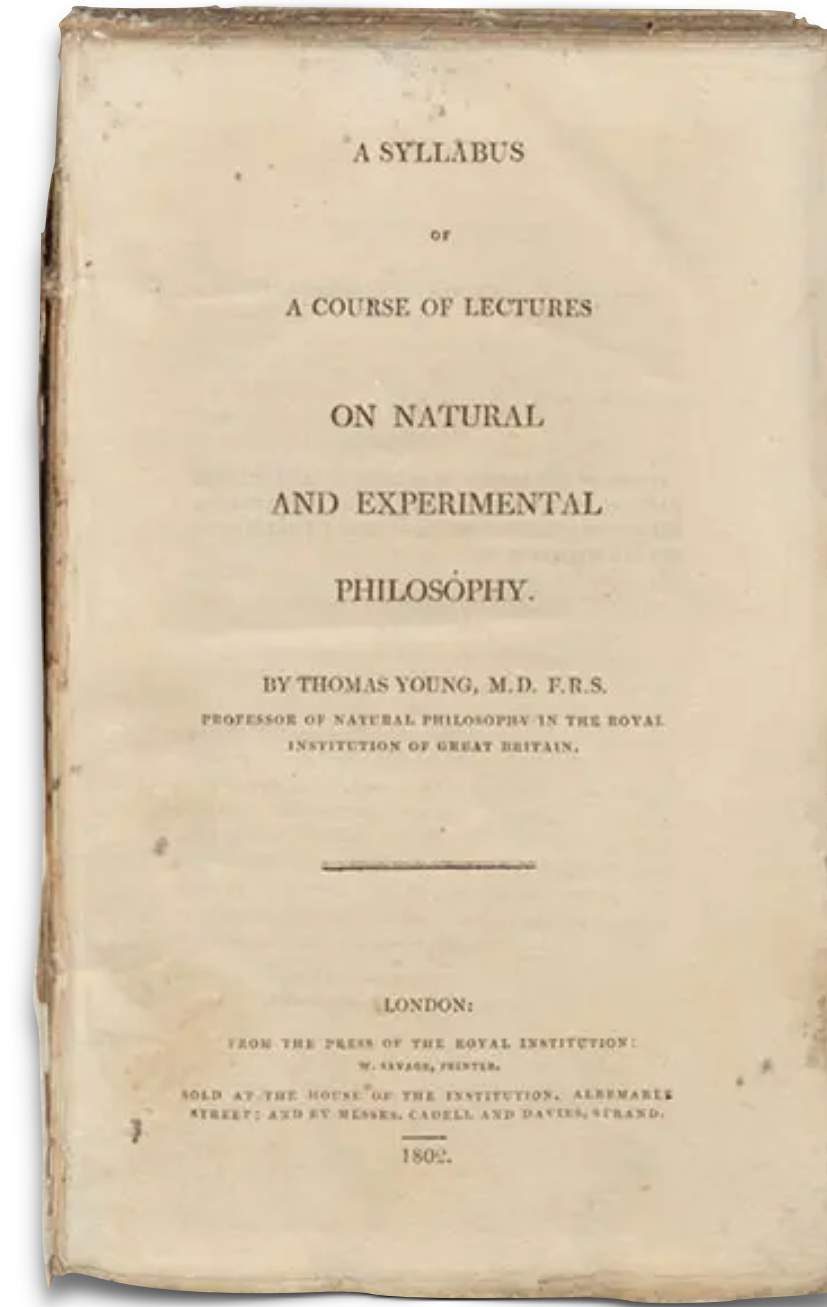 A SYLLABUS
OF
A COURSE OF LECTURES
ON NATURAL
AND EXPERIMENTAL
PHILOSOPHY.
BY THOMAS YOUNG, M.D. F.R.S.
PROFESSOR OF NATURAL PHILOSOPHY IN THE ROYAL
INSTITUTION OF GREAT BRITAIN.
LONDON:
FROM THE PRESS OF THE ROYAL INSTITUTION:
W. SAVAGE, PRINTER.
SOLD AT THE HOUSE OF THE INSTITUTION, ALBEMARLE
STREET; AND BY MESSRS. CADELL AND DAVIES, STRAND.
1802.